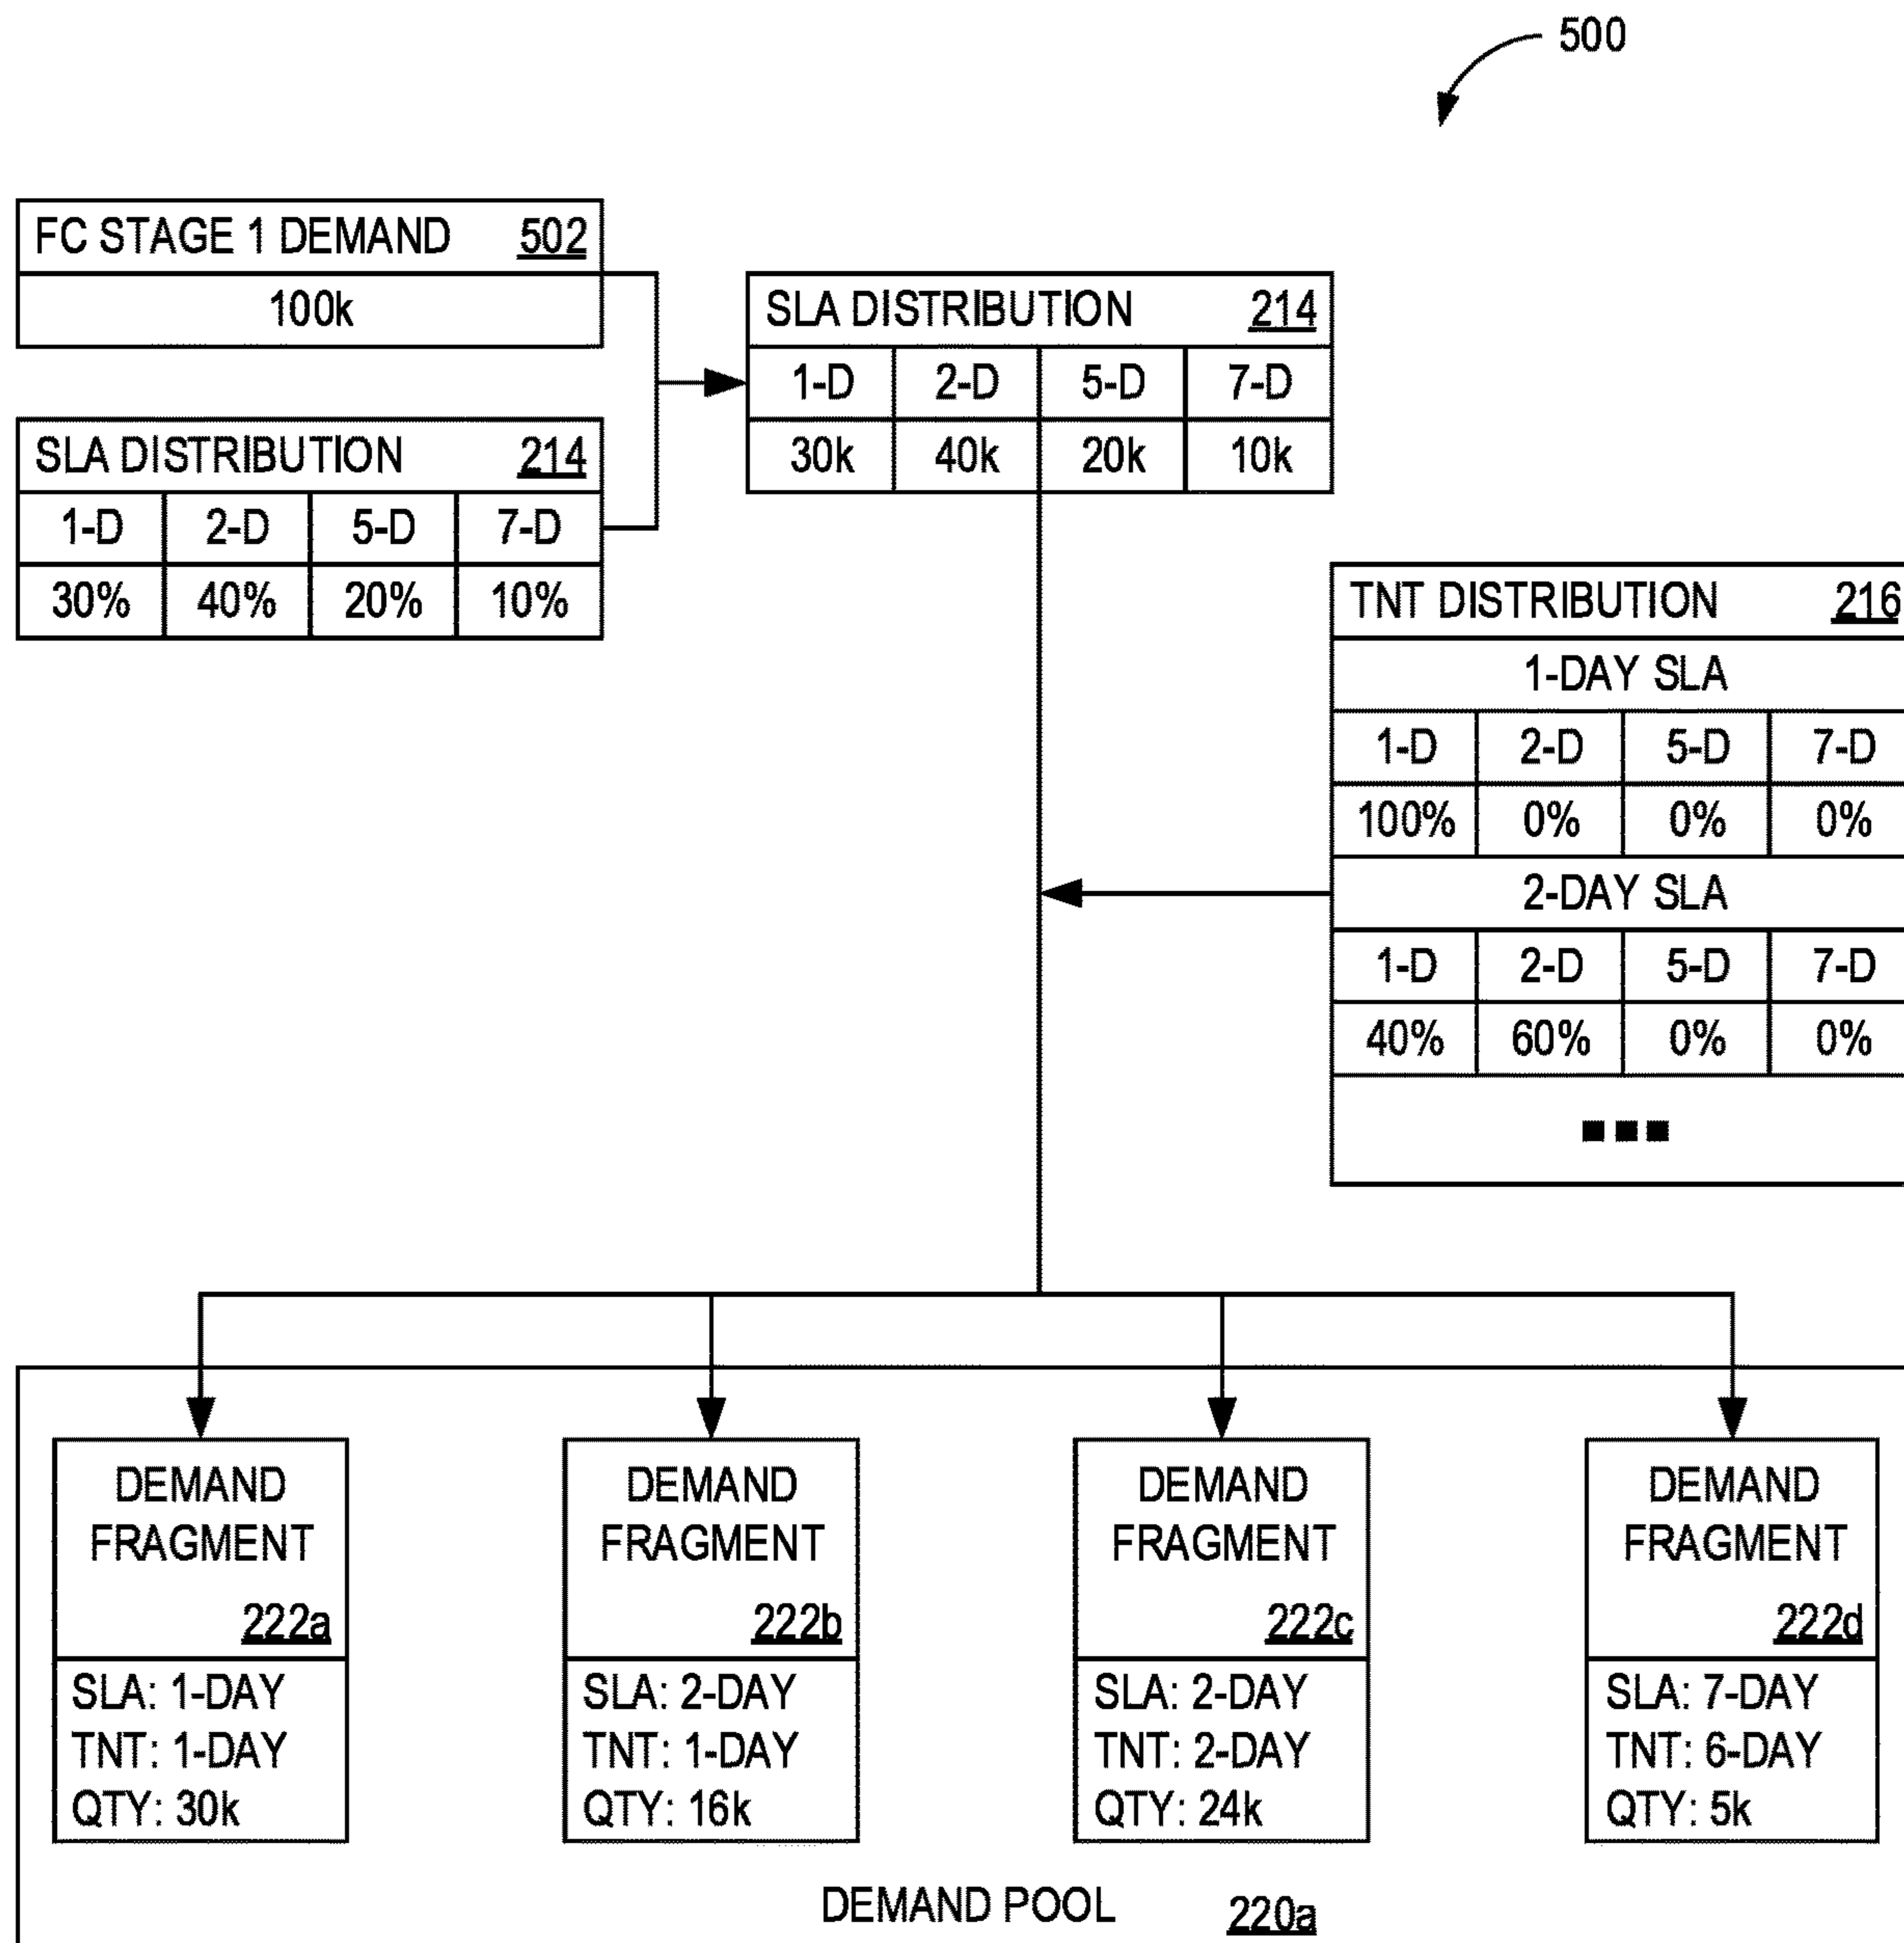 500
FC STAGE 1 DEMAND 502
100k
SLA DISTRIBUTION 214
1-D 2-D 5-D 7-D
30% 40% 20% 10%
SLA DISTRIBUTION 214
1-D 2-D 5-D 7-D
30k 40k 20k 10k
TNT DISTRIBUTION 216
1-DAY SLA
1-D 2-D 5-D 7-D
100% 0% 0% 0%
2-DAY SLA
1-D 2-D 5-D 7-D
40% 60% 0% 0%
DEMAND
FRAGMENT
222a
SLA: 1-DAY
TNT: 1-DAY
QTY: 30k
DEMAND
FRAGMENT
222b
SLA: 2-DAY
TNT: 1-DAY
QTY: 16k
DEMAND
FRAGMENT
222c
SLA: 2-DAY
TNT: 2-DAY
QTY: 24k
DEMAND
FRAGMENT
222d
SLA: 7-DAY
TNT: 6-DAY
QTY: 5k
DEMAND POOL 220a